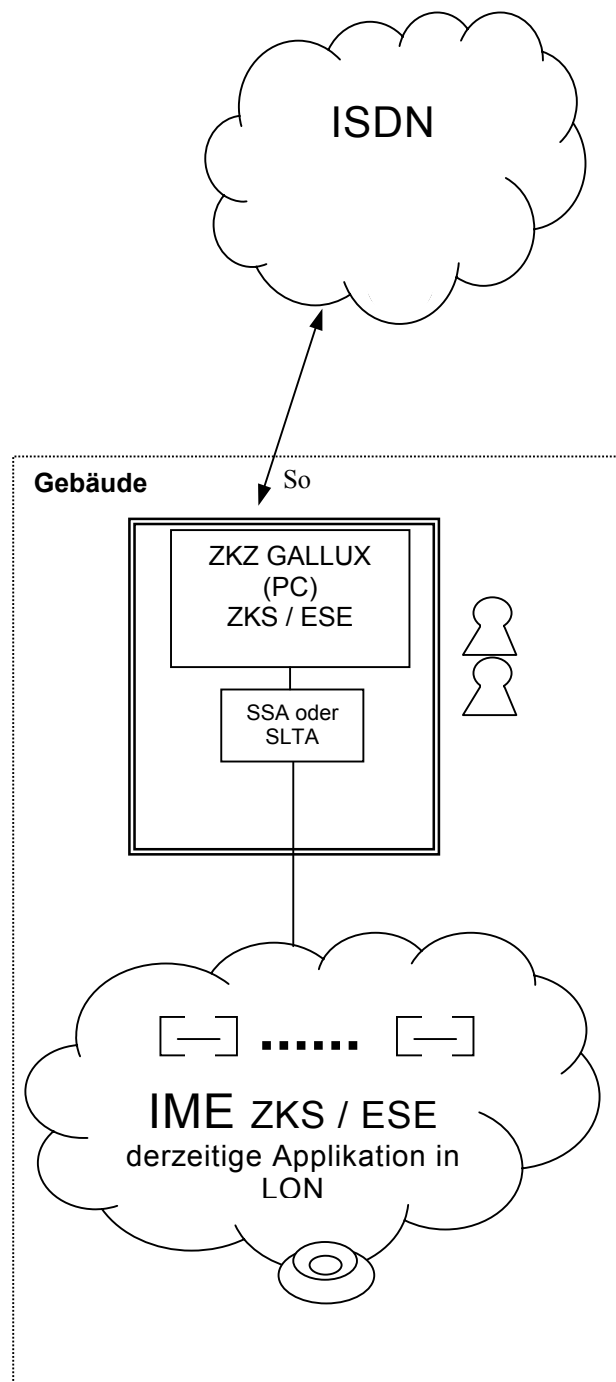 ISDN
Gebäude
So
ZKZ GALLUX
(PC)
ZKS / ESE
SSA oder
SLTA
IME ZKS / ESE
derzeitige Applikation in
LON